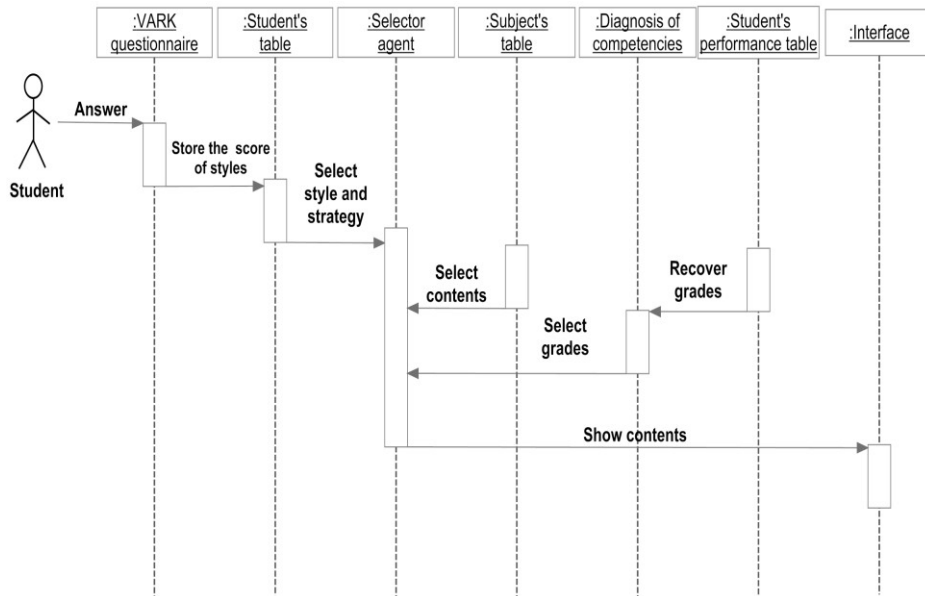 :VARK
questionnaire
:Student's
table
:Selector
agent
:Subject's
table
:Diagnosis of
competencies
:Student's
performance table
:Interface
Answer
Student
Store the score
of styles
Select
style and
strategy
Select
contents
Recover
grades
Select
grades
Show contents